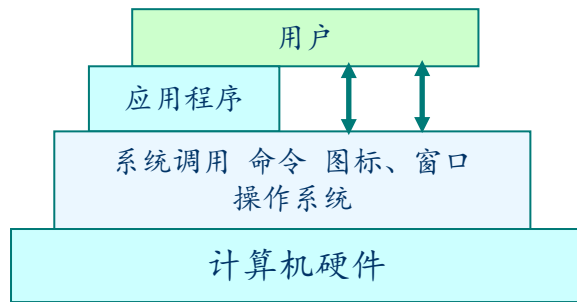 用户
应用程序
系统调用 命令 图标、窗口
操作系统
计算机硬件